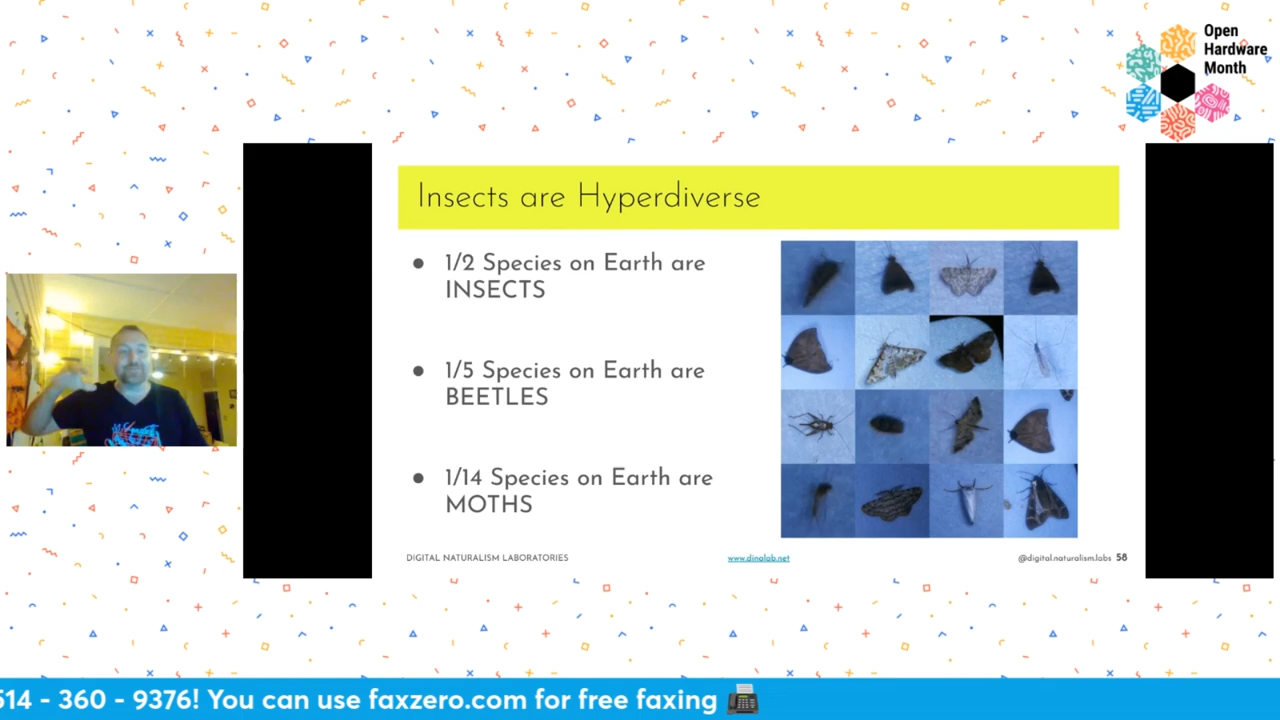 Open
Hardware
Month
Insects are Hyperdiverse
● 1/2 Species on Earth are
INSECTS
● 1/5 Species on Earth are
BEETLES
● 1/14 Species on Earth are
MOTHS
DIGITAL NATURALISM LABORATORIES
www.dinalab.net
@digital.naturalism.labs 58
514 - 360 - 9376! You can use faxzero.com for free faxing 📠